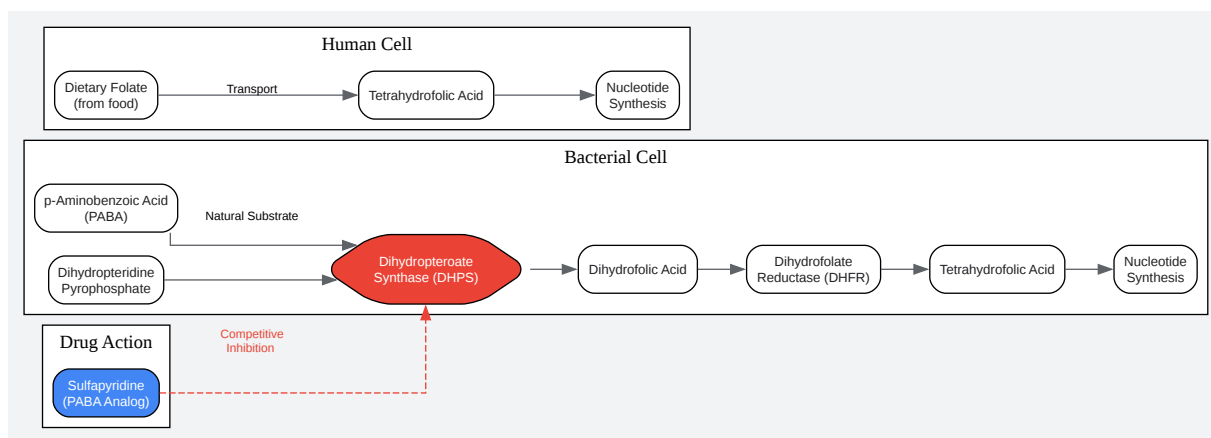 Human Cell
Dietary Folate
(from food)
Transport
Tetrahydrofolic Acid
Nucleotide
Synthesis
Bacterial Cell
p-Aminobenzoic Acid
(PABA)
Natural Substrate
Dihydropteridine
Pyrophosphate
Dihydropteroate
Synthase (DHPS)
Dihydrofolic Acid
Dihydrofolate
Reductase (DHFR)
Tetrahydrofolic Acid
Nucleotide
Synthesis
Drug Action
Competitive
Inhibition
Sulfapyridine
(PABA Analog)